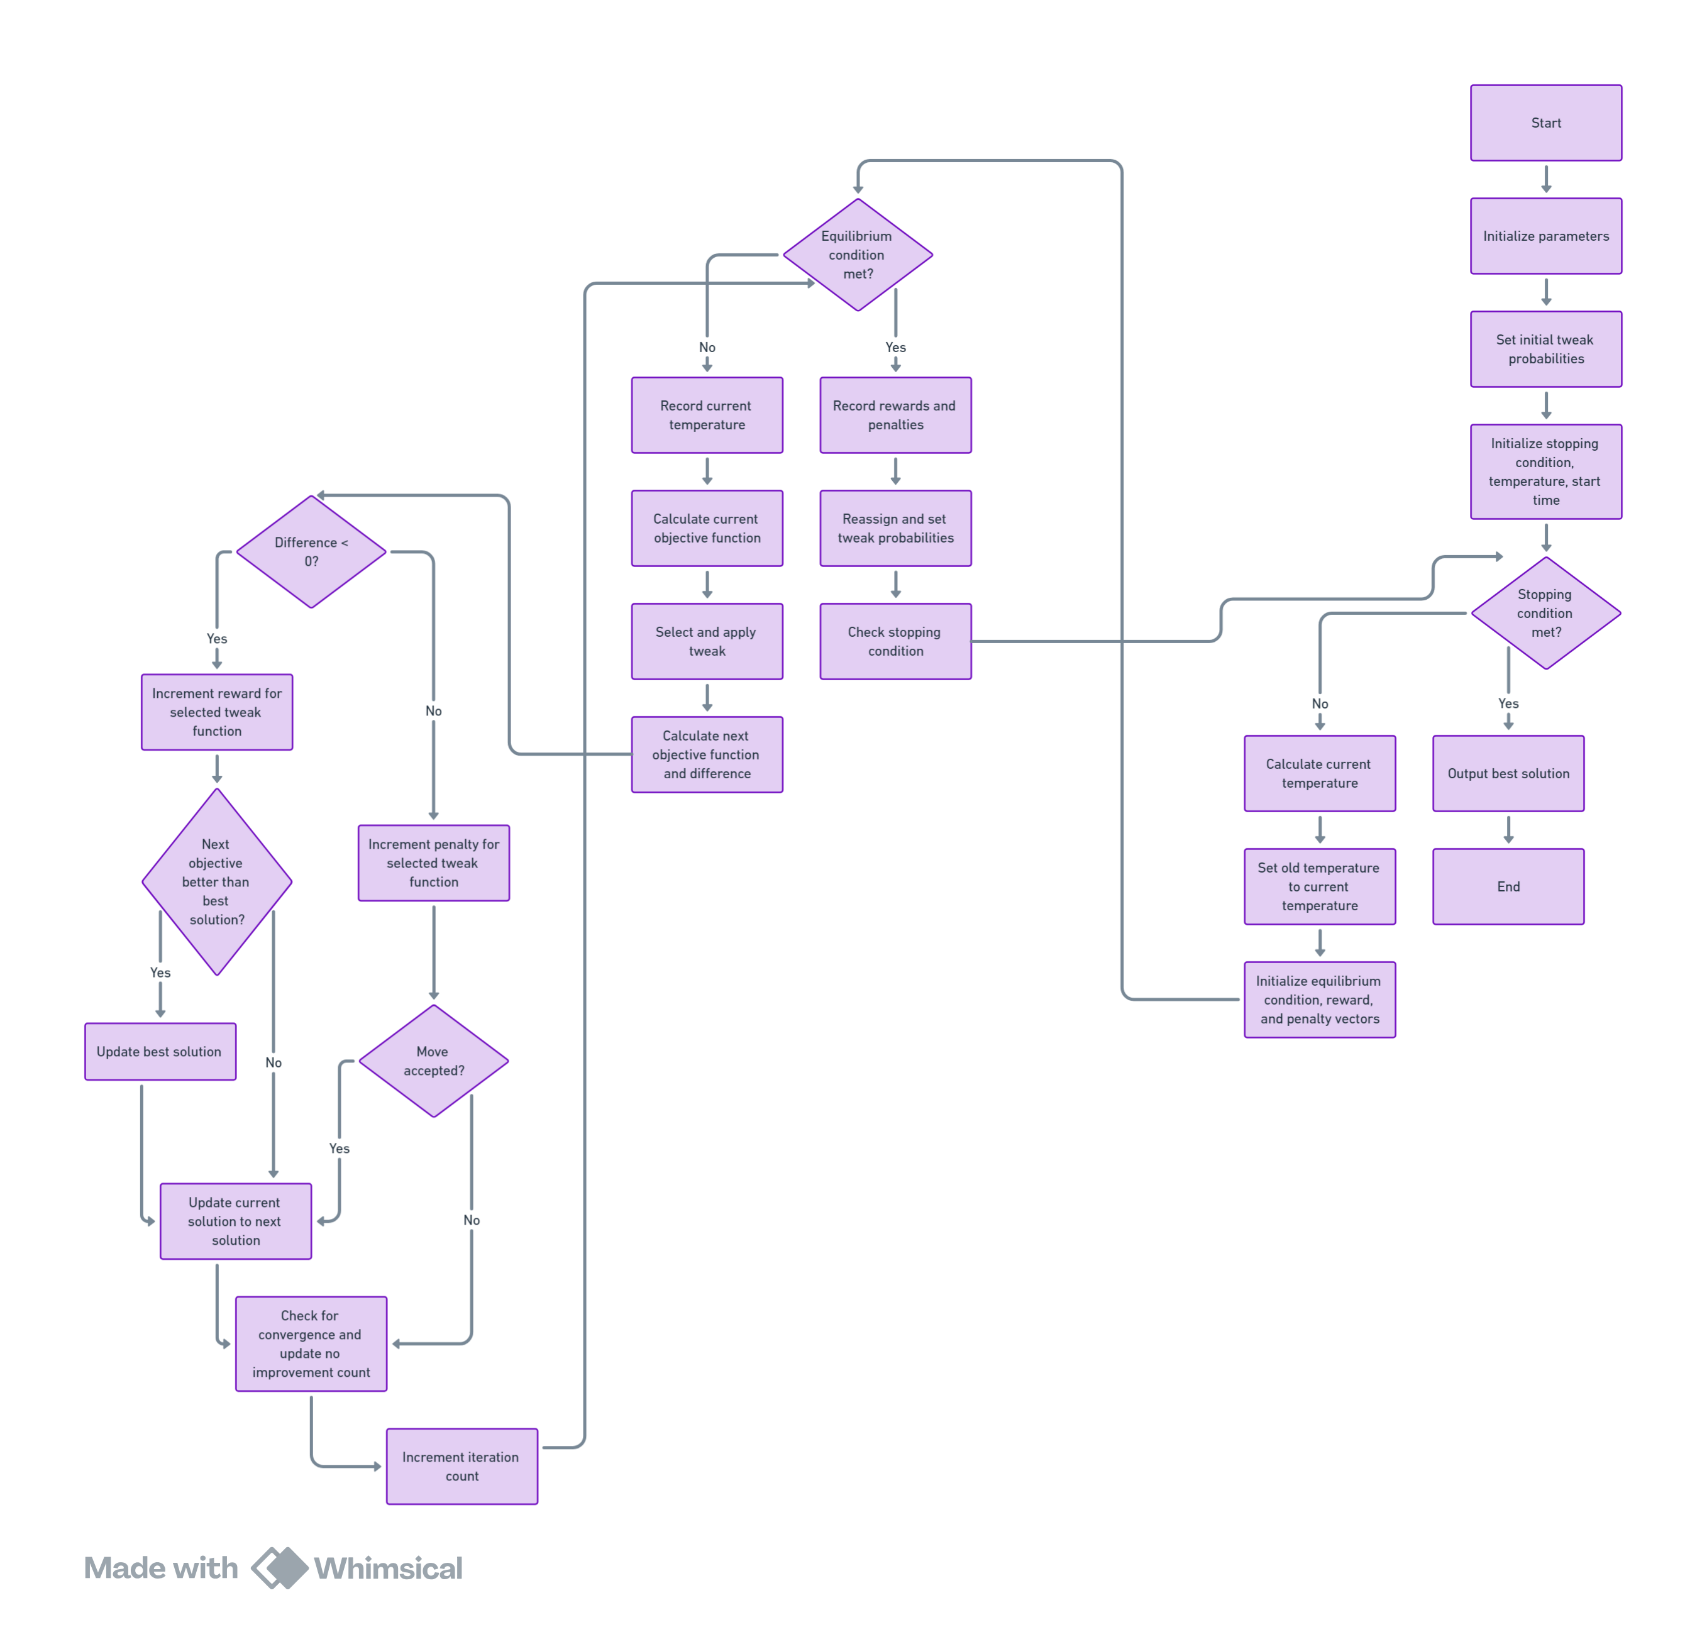 Start
Initialize parameters
Set initial tweak
probabilities
Initialize stopping
condition,
temperature, start
time
Stopping
condition
met?
No
Yes
Calculate current
temperature
Output best solution
Set old temperature
to current
temperature
End
Initialize equilibrium
condition, reward,
and penalty vectors
Equilibrium
condition
met?
No
Yes
Record current
temperature
Record rewards and
penalties
Calculate current
objective function
Reassign and set
tweak probabilities
Select and apply
tweak
Check stopping
condition
Calculate next
objective function
and difference
Difference <
0?
Yes
No
Increment reward for
selected tweak
function
Increment penalty for
selected tweak
function
Next
objective
better than
best
solution?
Yes
No
Update best solution
Move
accepted?
Yes
No
Update current
solution to next
solution
Check for
convergence and
update no
improvement count
Increment iteration
count
Made with Whimsical